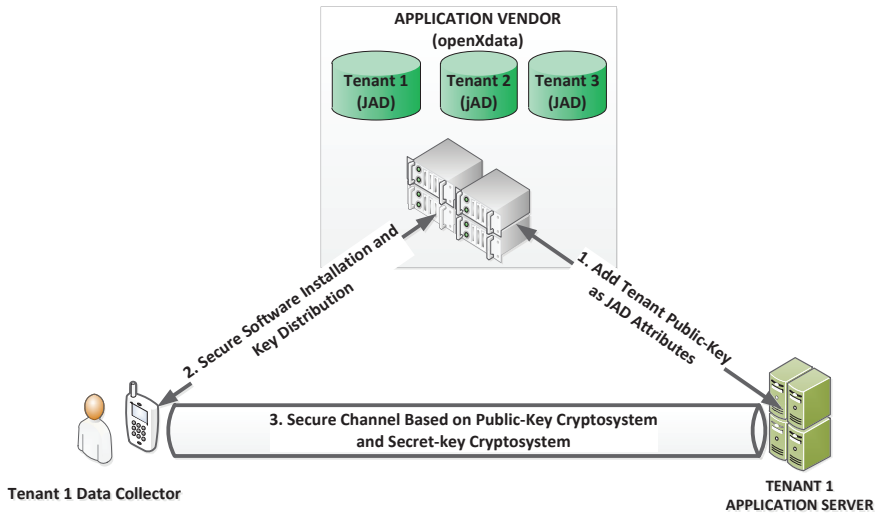 APPLICATION VENDOR
(openXdata)
Tenant 1
(JAD)
Tenant 2
(jAD)
Tenant 3
(JAD)
1. Add Tenant Public-Key
as JAD Attributes
2. Secure Software Installation and
Key Distribution
3. Secure Channel Based on Public-Key Cryptosystem
and Secret-key Cryptosystem
Tenant 1 Data Collector
TENANT 1
APPLICATION SERVER